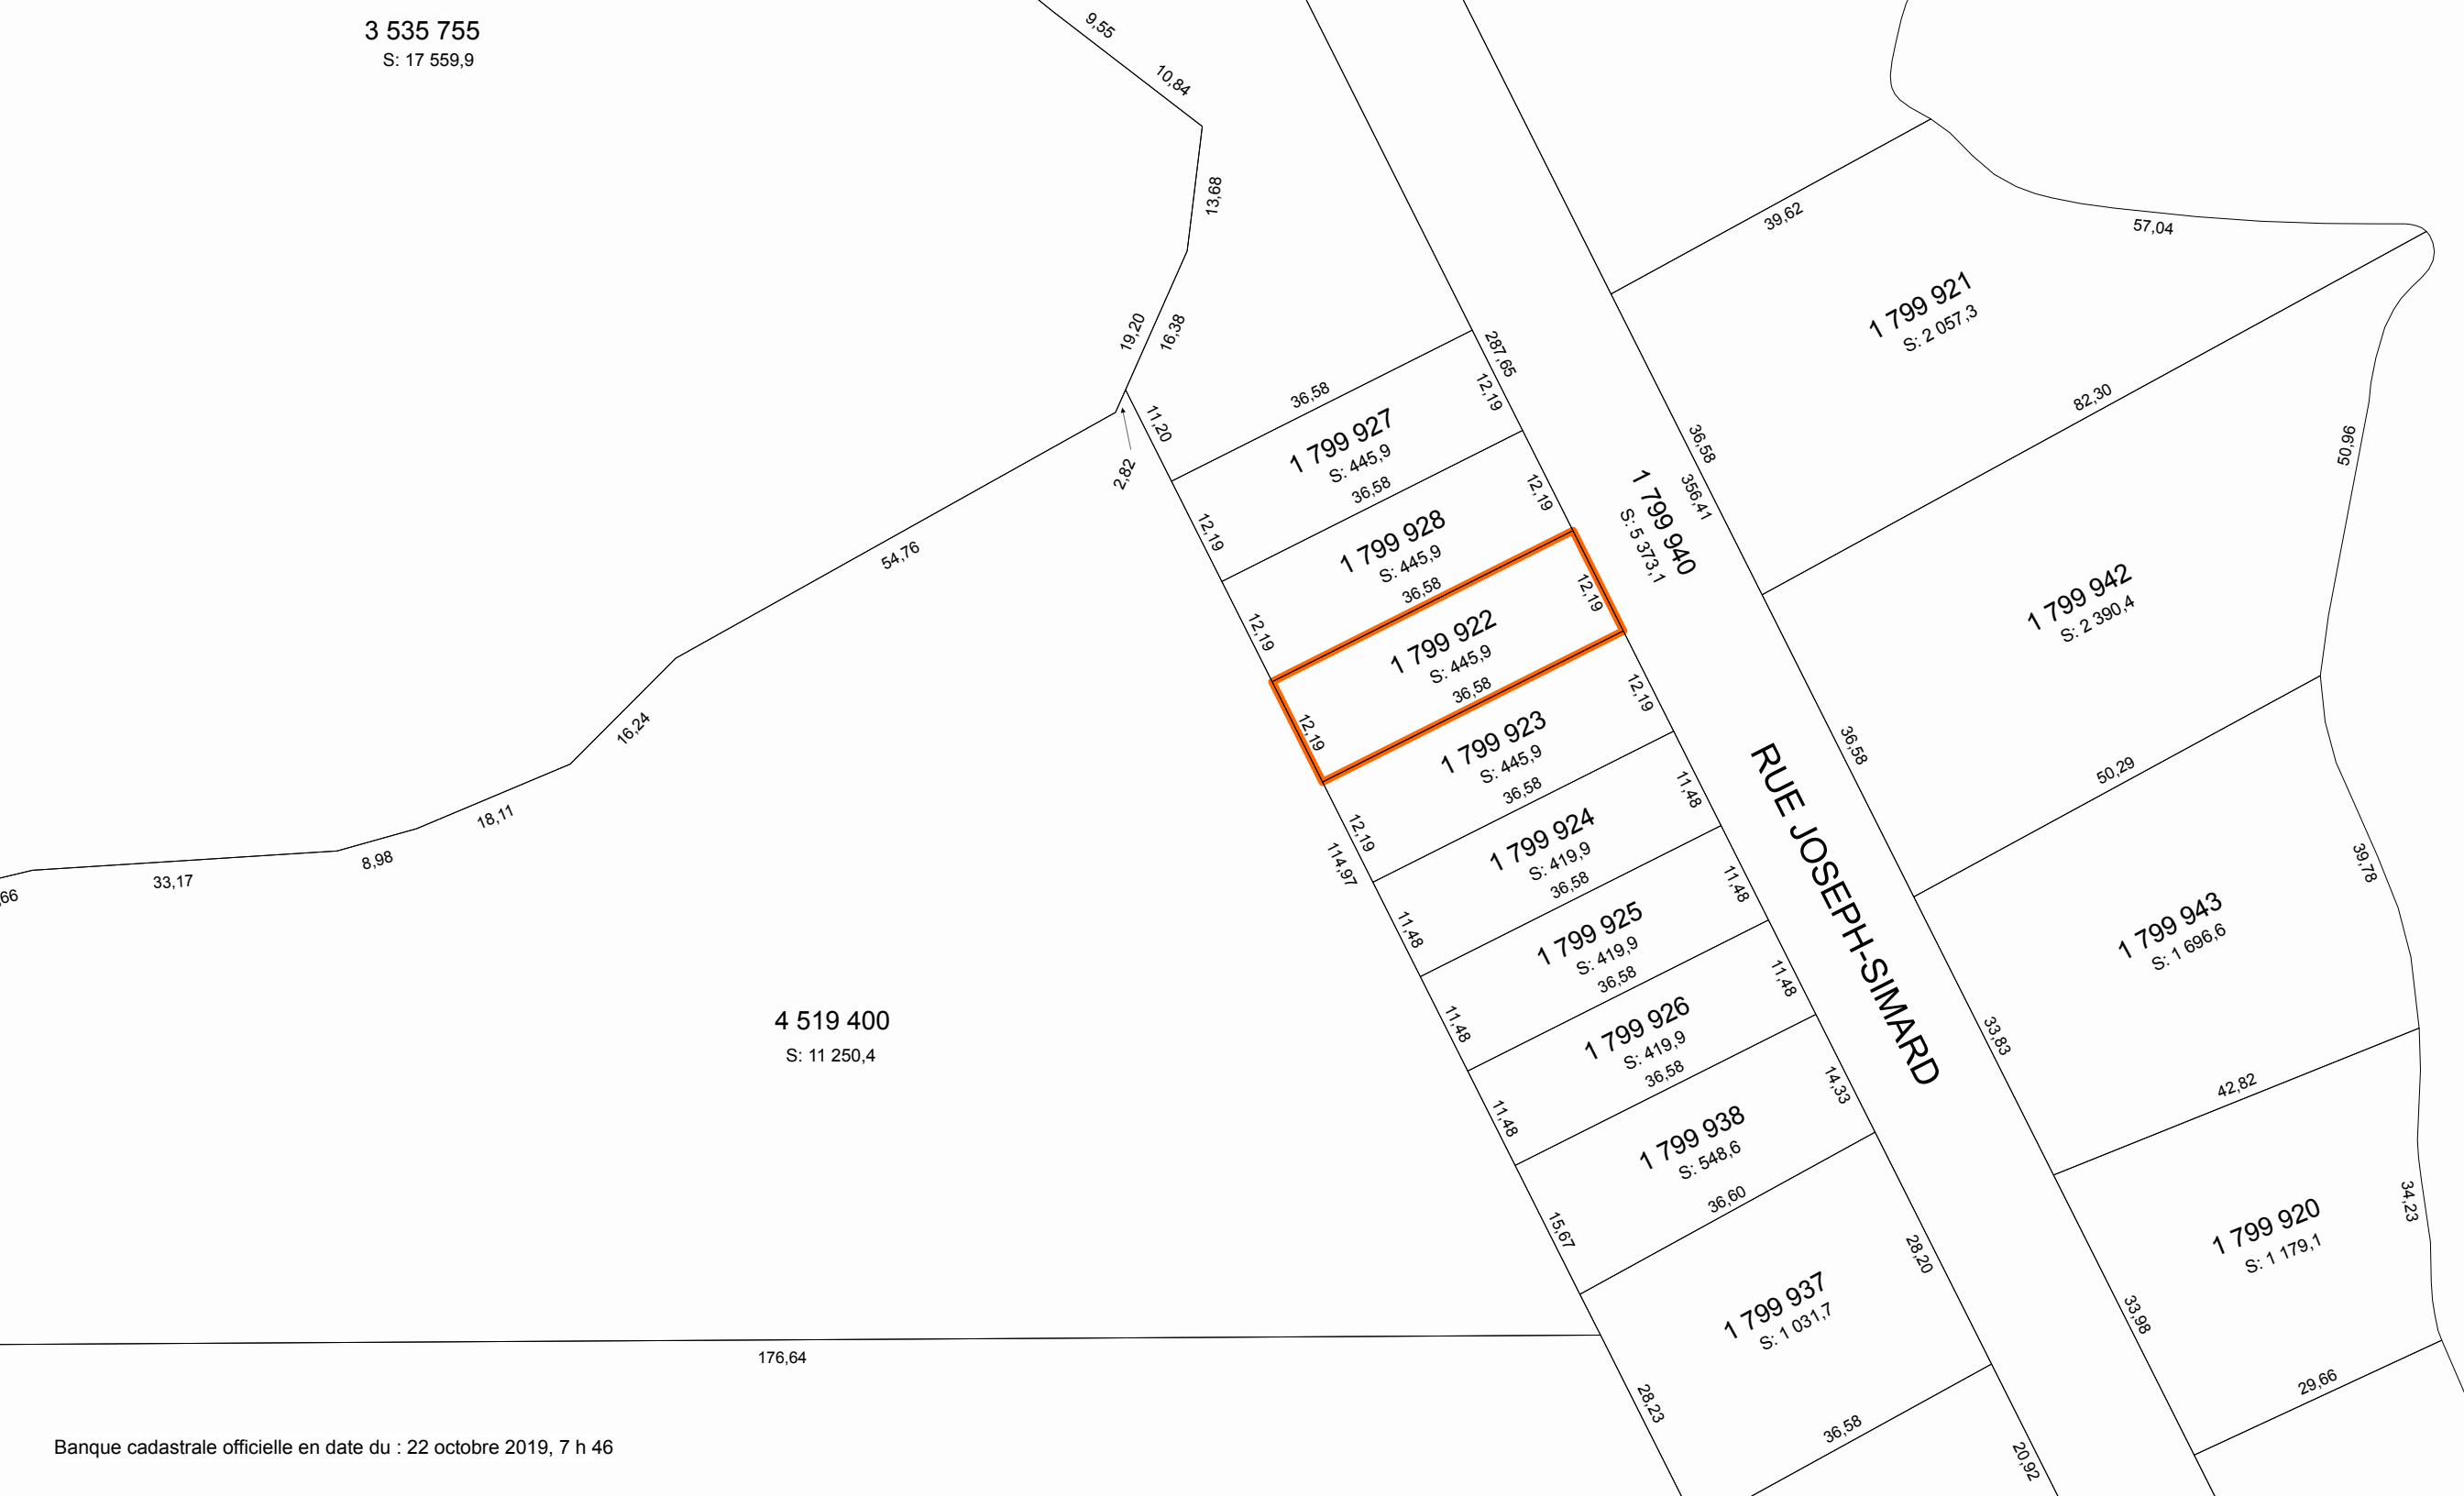 3 535 755
S: 17 559,9
9,55
10,84
13,68
19,20
16,38
2,82
11,20
54,76
16,24
18,11
8,98
33,17
66
287,65
36,58
12,19
1 799 927
S: 445,9
36,58
12,19
12,19
1 799 928
S: 445,9
36,58
12,19
12,19
1 799 922
S: 445,9
36,58
12,19
12,19
1 799 923
S: 445,9
36,58
12,19
12,19
114,97
1 799 924
S: 419,9
36,58
11,48
11,48
1 799 925
S: 419,9
36,58
11,48
11,48
1 799 926
S: 419,9
36,58
11,48
11,48
1 799 938
S: 548,6
36,60
14,33
15,67
1 799 937
S: 1 031,7
36,58
28,20
28,23
20,92
1 799 940
S: 5 373,1
356,41
RUE JOSEPH-SIMARD
39,62
57,04
1 799 921
S: 2 057,3
36,58
82,30
50,96
1 799 942
S: 2 390,4
36,58
50,29
39,78
1 799 943
S: 1 696,6
33,83
42,82
34,23
1 799 920
S: 1 179,1
33,98
29,66
4 519 400
S: 11 250,4
176,64
Banque cadastrale officielle en date du : 22 octobre 2019, 7 h 46